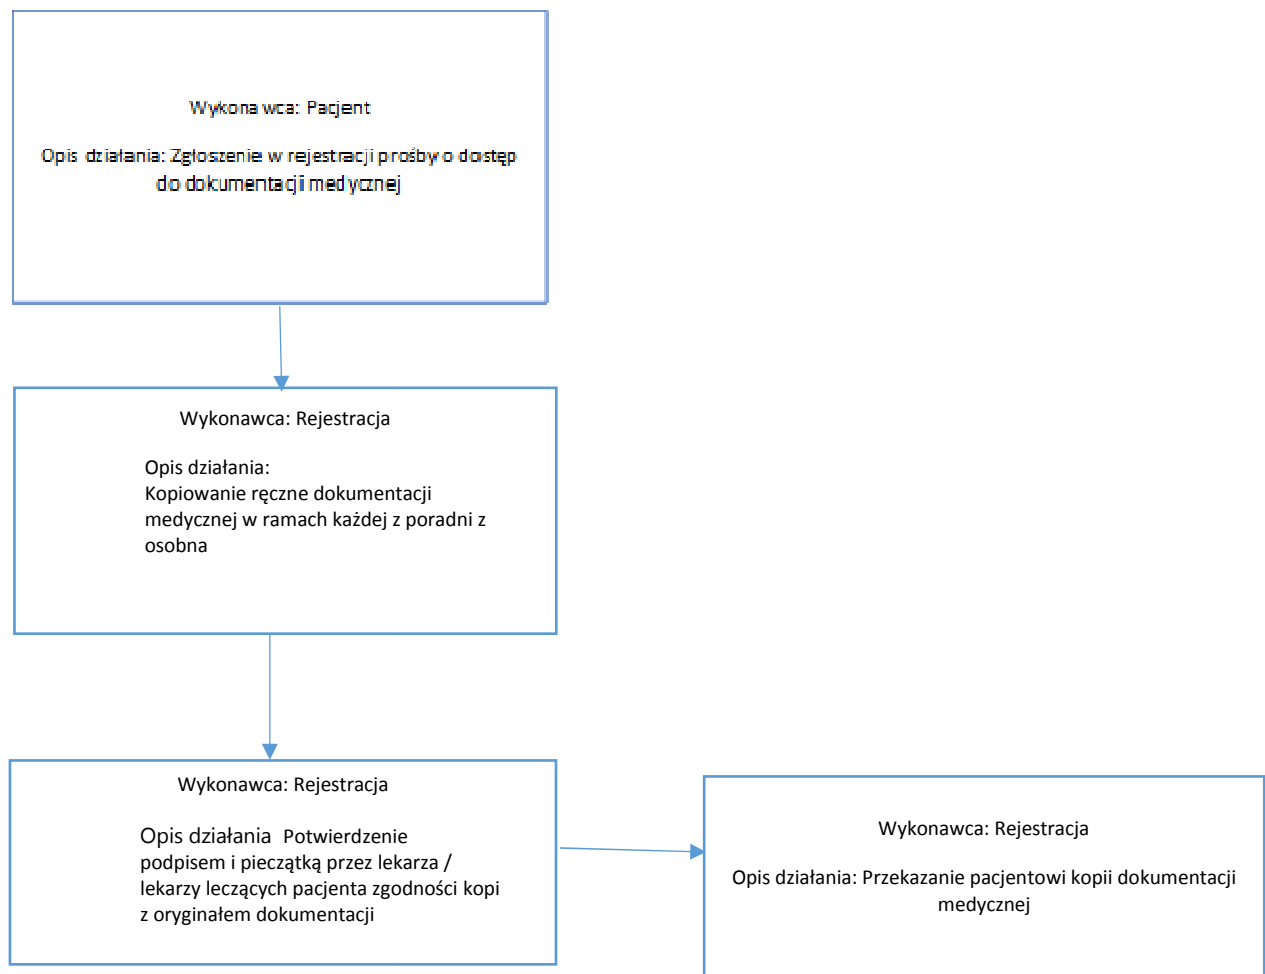 Wykonawca: Pacjent
Opis działania: Zgłoszenie w rejestracji prośby o dostęp
do dokumentacji medycznej
Wykonawca: Rejestracja
Opis działania:
Kopiowanie ręczne dokumentacji
medycznej w ramach każdej z poradni z
osobna
Wykonawca: Rejestracja
Opis działania Potwierdzenie
podpisem i pieczątką przez lekarza /
lekarzy leczących pacjenta zgodności kopi
z oryginałem dokumentacji
Wykonawca: Rejestracja
Opis działania: Przekazanie pacjentowi kopii dokumentacji
medycznej